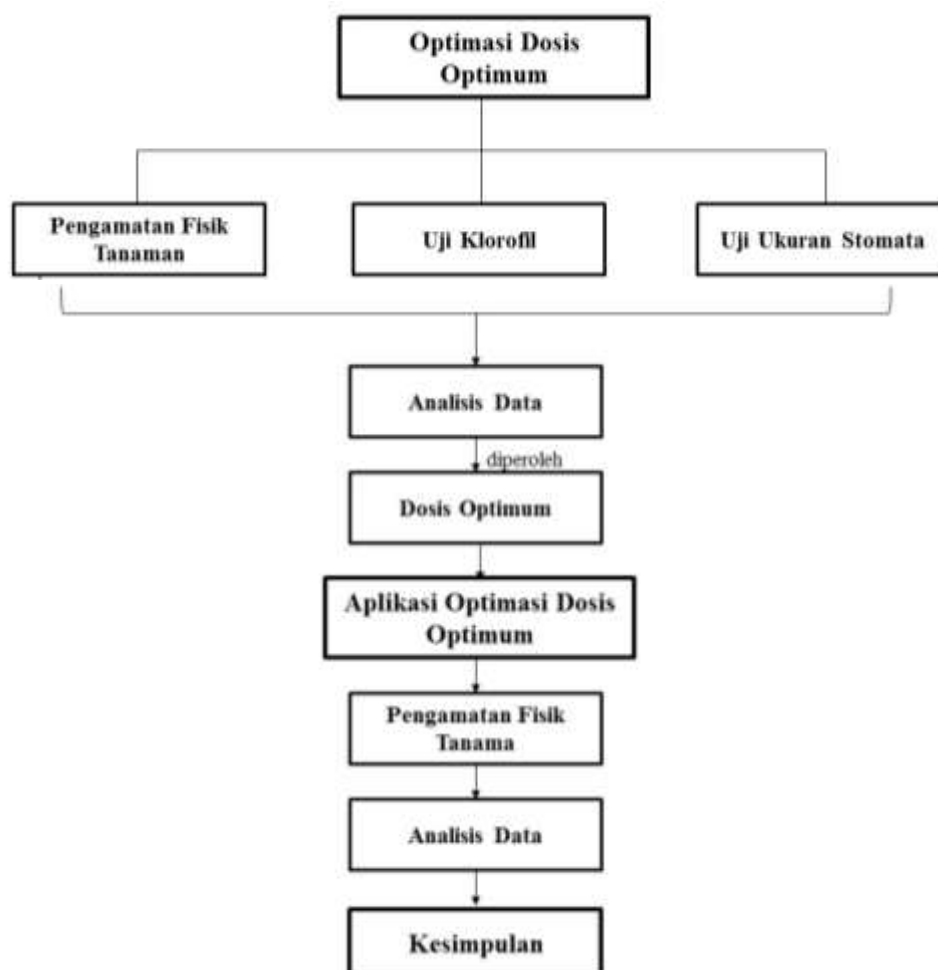 Optimasi Dosis
Optimum
Pengamatan Fisik
Tanaman
Uji Klorofil
Uji Ukuran Stomata
Analisis Data
diperoleh
Dosis Optimum
Aplikasi Optimasi Dosis
Optimum
Pengamatan Fisik
Tanama
Analisis Data
Kesimpulan